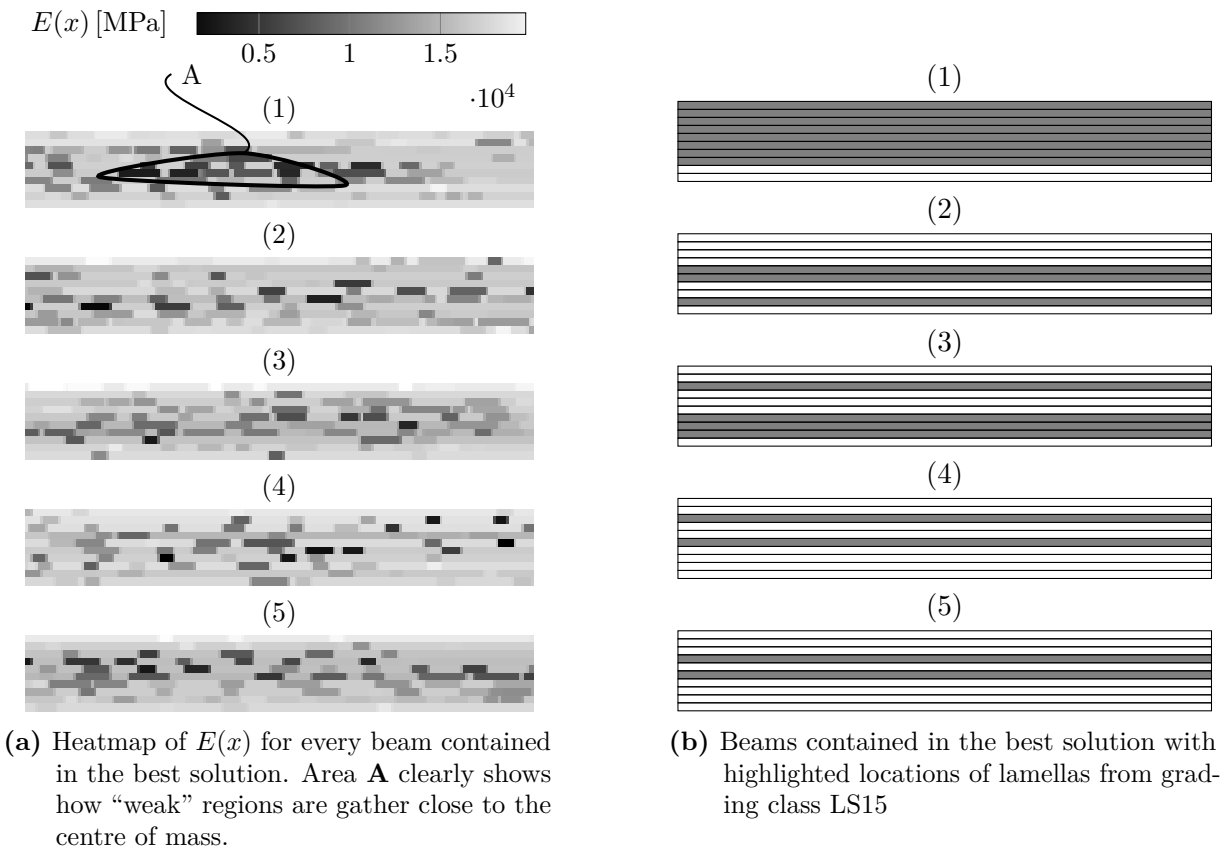 E(x) [MPa]
0.5 1 1.5
·10⁴
A
(1)
(2)
(3)
(4)
(5)
(a) Heatmap of E(x) for every beam contained
in the best solution. Area A clearly shows
how “weak” regions are gather close to the
centre of mass.
(1)
(2)
(3)
(4)
(5)
(b) Beams contained in the best solution with
highlighted locations of lamellas from grad-
ing class LS15